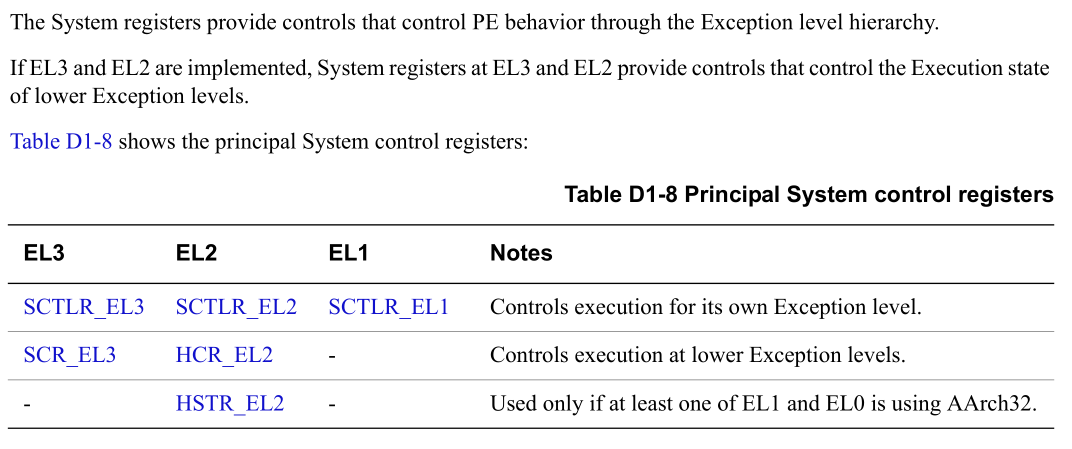 The System registers provide controls that control PE behavior through the Exception level hierarchy.
If EL3 and EL2 are implemented, System registers at EL3 and EL2 provide controls that control the Execution state
of lower Exception levels.
Table D1-8 shows the principal System control registers:
Table D1-8 Principal System control registers
EL3 EL2 EL1 Notes
SCTLR_EL3 SCTLR_EL2 SCTLR_EL1 Controls execution for its own Exception level.
SCR_EL3 HCR_EL2 - Controls execution at lower Exception levels.
- HSTR_EL2 - Used only if at least one of EL1 and EL0 is using AArch32.